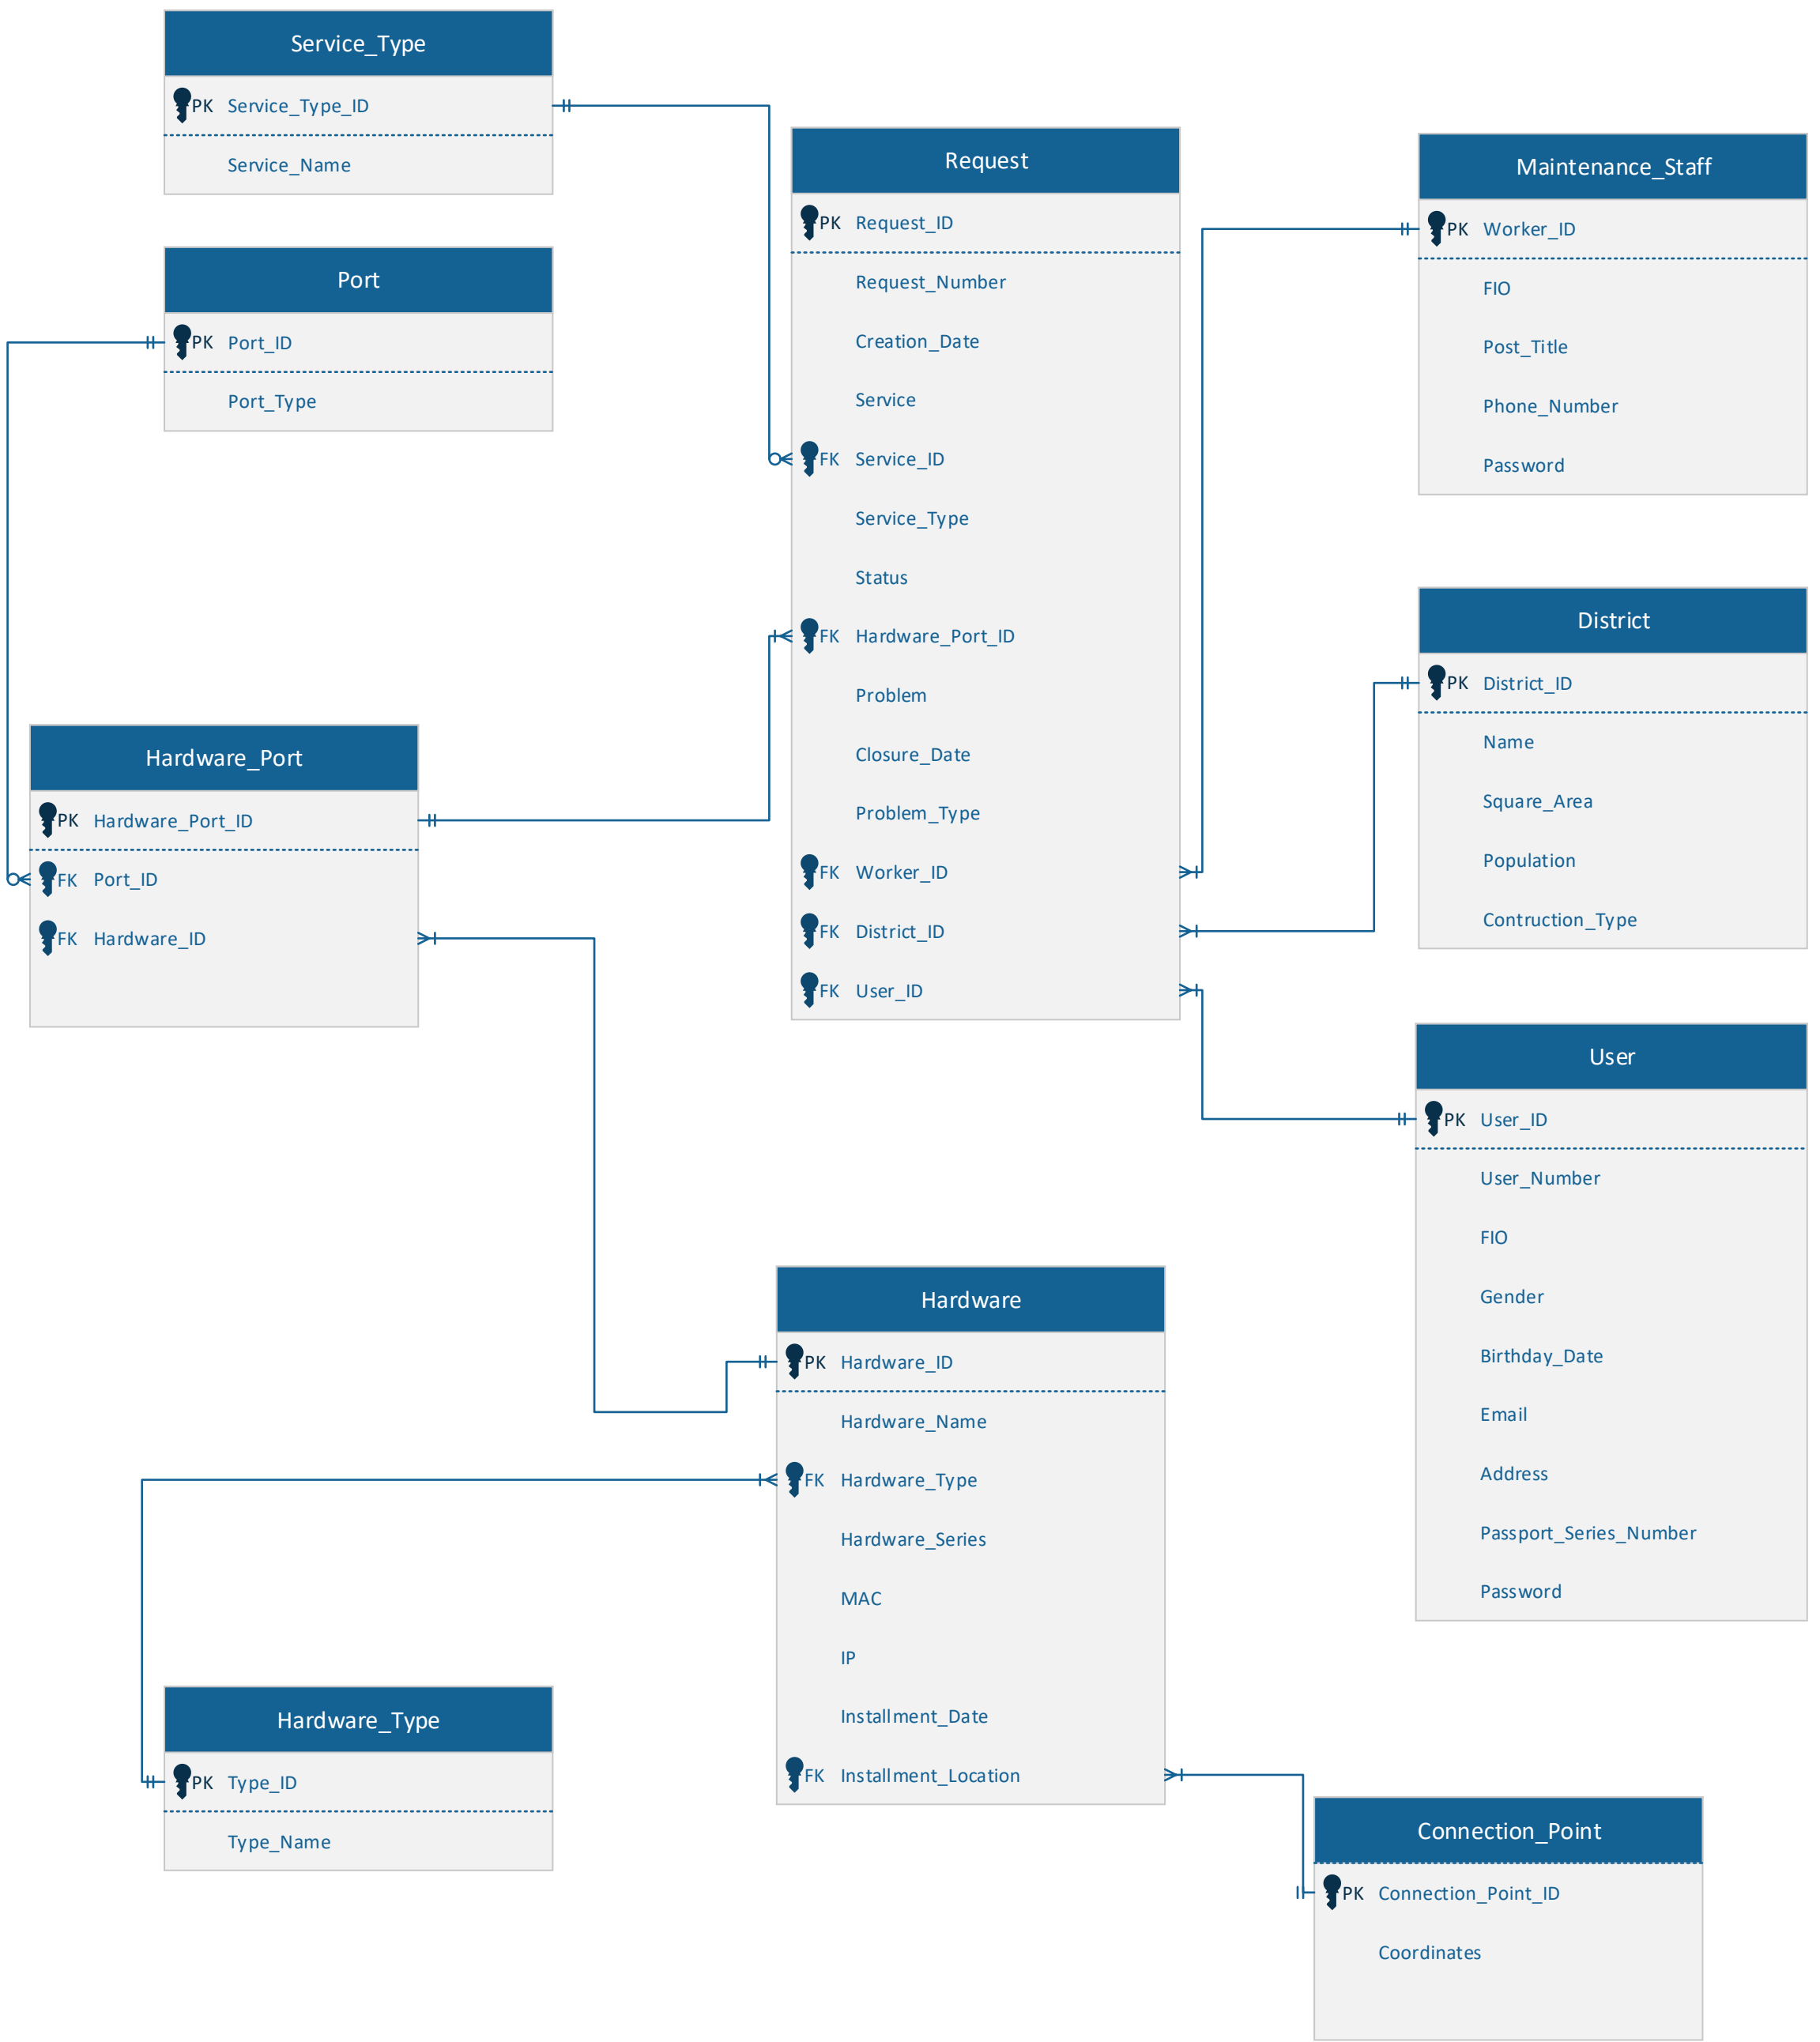 Service_Type
PK Service_Type_ID
Service_Name
Port
PK Port_ID
Port_Type
Request
PK Request_ID
Request_Number
Creation_Date
Service
FK Service_ID
Service_Type
Status
FK Hardware_Port_ID
Problem
Closure_Date
Problem_Type
FK Worker_ID
FK District_ID
FK User_ID
Maintenance_Staff
PK Worker_ID
FIO
Post_Title
Phone_Number
Password
District
PK District_ID
Name
Square_Area
Population
Contruction_Type
Hardware_Port
PK Hardware_Port_ID
FK Port_ID
FK Hardware_ID
User
PK User_ID
User_Number
FIO
Gender
Birthday_Date
Email
Address
Passport_Series_Number
Password
Hardware
PK Hardware_ID
Hardware_Name
FK Hardware_Type
Hardware_Series
MAC
IP
Installment_Date
FK Installment_Location
Hardware_Type
PK Type_ID
Type_Name
Connection_Point
PK Connection_Point_ID
Coordinates